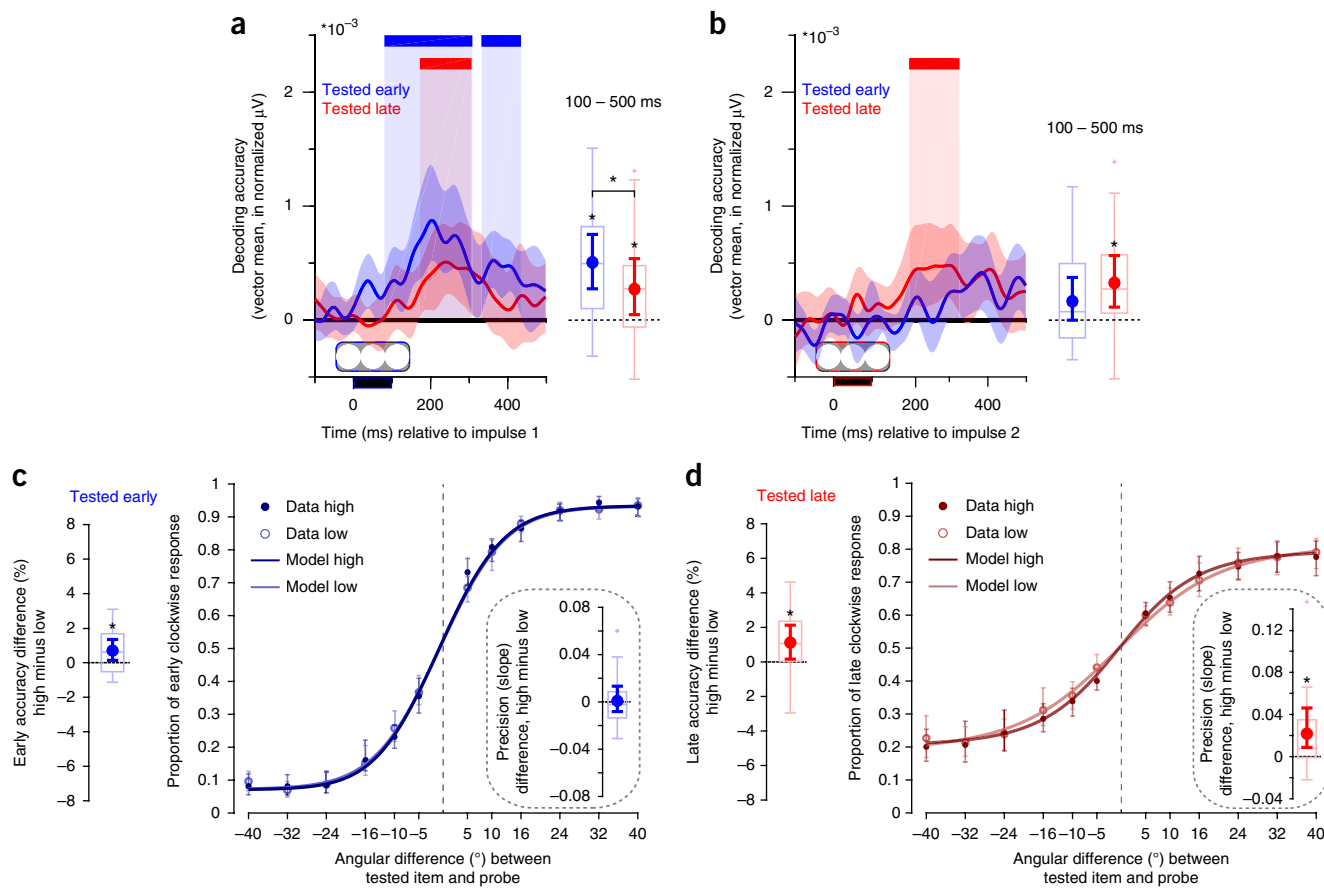 a
*10⁻³
Tested early
Tested late
100 – 500 ms
Decoding accuracy
(vector mean, in normalized µV)
2
1
0
*
*
*
0
200
400
Time (ms) relative to impulse 1
b
*10⁻³
Tested early
Tested late
100 – 500 ms
Decoding accuracy
(vector mean, in normalized µV)
2
1
0
*
0
200
400
Time (ms) relative to impulse 2
c
Tested early
Early accuracy difference (%)
high minus low
8
6
4
2
0
−2
−4
−6
−8
*
Proportion of early clockwise response
1
0.9
0.8
0.7
0.6
0.5
0.4
0.3
0.2
0.1
0
Data high
Data low
Model high
Model low
Precision (slope)
difference, high minus low
0.08
0.04
0
−0.04
−0.08
−40 −32 −24 −16 −10 −5 5 10 16 24 32 40
Angular difference (°) between
tested item and probe
d
Tested late
Late accuracy difference (%)
high minus low
8
6
4
2
0
−2
−4
−6
−8
*
Proportion of late clockwise response
1
0.9
0.8
0.7
0.6
0.5
0.4
0.3
0.2
0.1
0
Data high
Data low
Model high
Model low
Precision (slope)
difference, high minus low
0.12
0.08
0.04
0
−0.04
*
−40 −32 −24 −16 −10 −5 5 10 16 24 32 40
Angular difference (°) between
tested item and probe